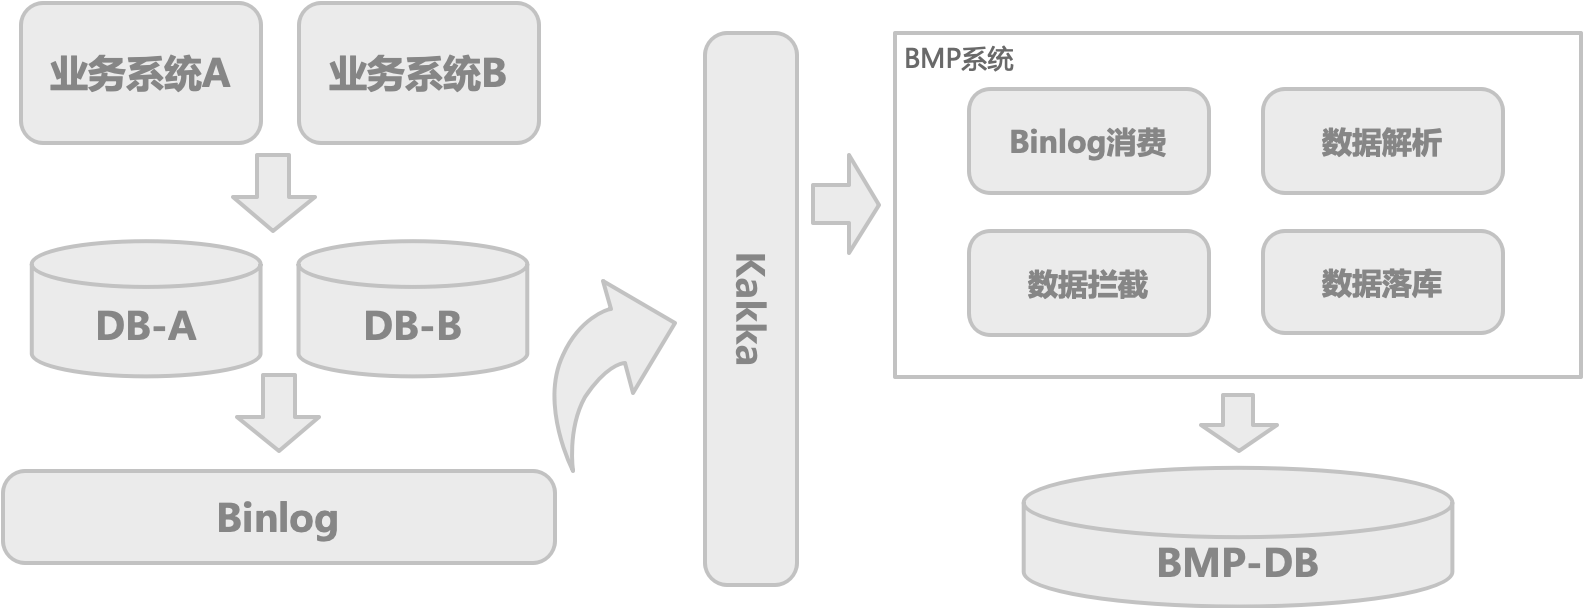 业务系统A
业务系统B
DB-A
DB-B
Binlog
Kakka
BMP系统
Binlog消费
数据解析
数据拦截
数据落库
BMP-DB